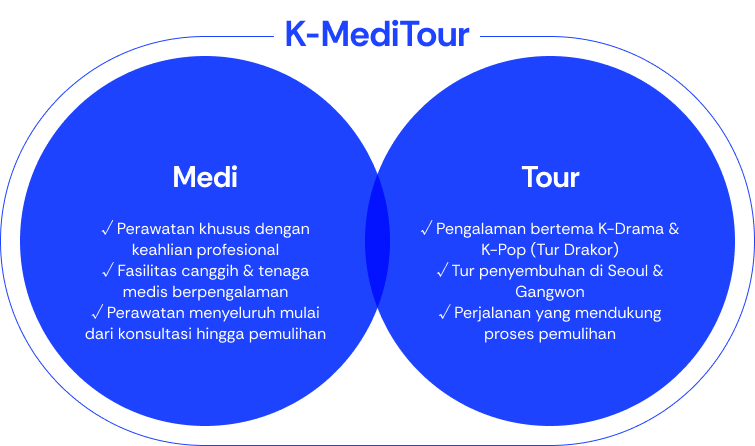 K-MediTour
Medi
✓ Perawatan khusus dengan
keahlian profesional
✓ Fasilitas canggih & tenaga
medis berpengalaman
✓ Perawatan menyeluruh mulai
dari konsultasi hingga pemulihan
Tour
✓ Pengalaman bertema K-Drama &
K-Pop (Tur Drakor)
✓ Tur penyembuhan di Seoul &
Gangwon
✓ Perjalanan yang mendukung
proses pemulihan